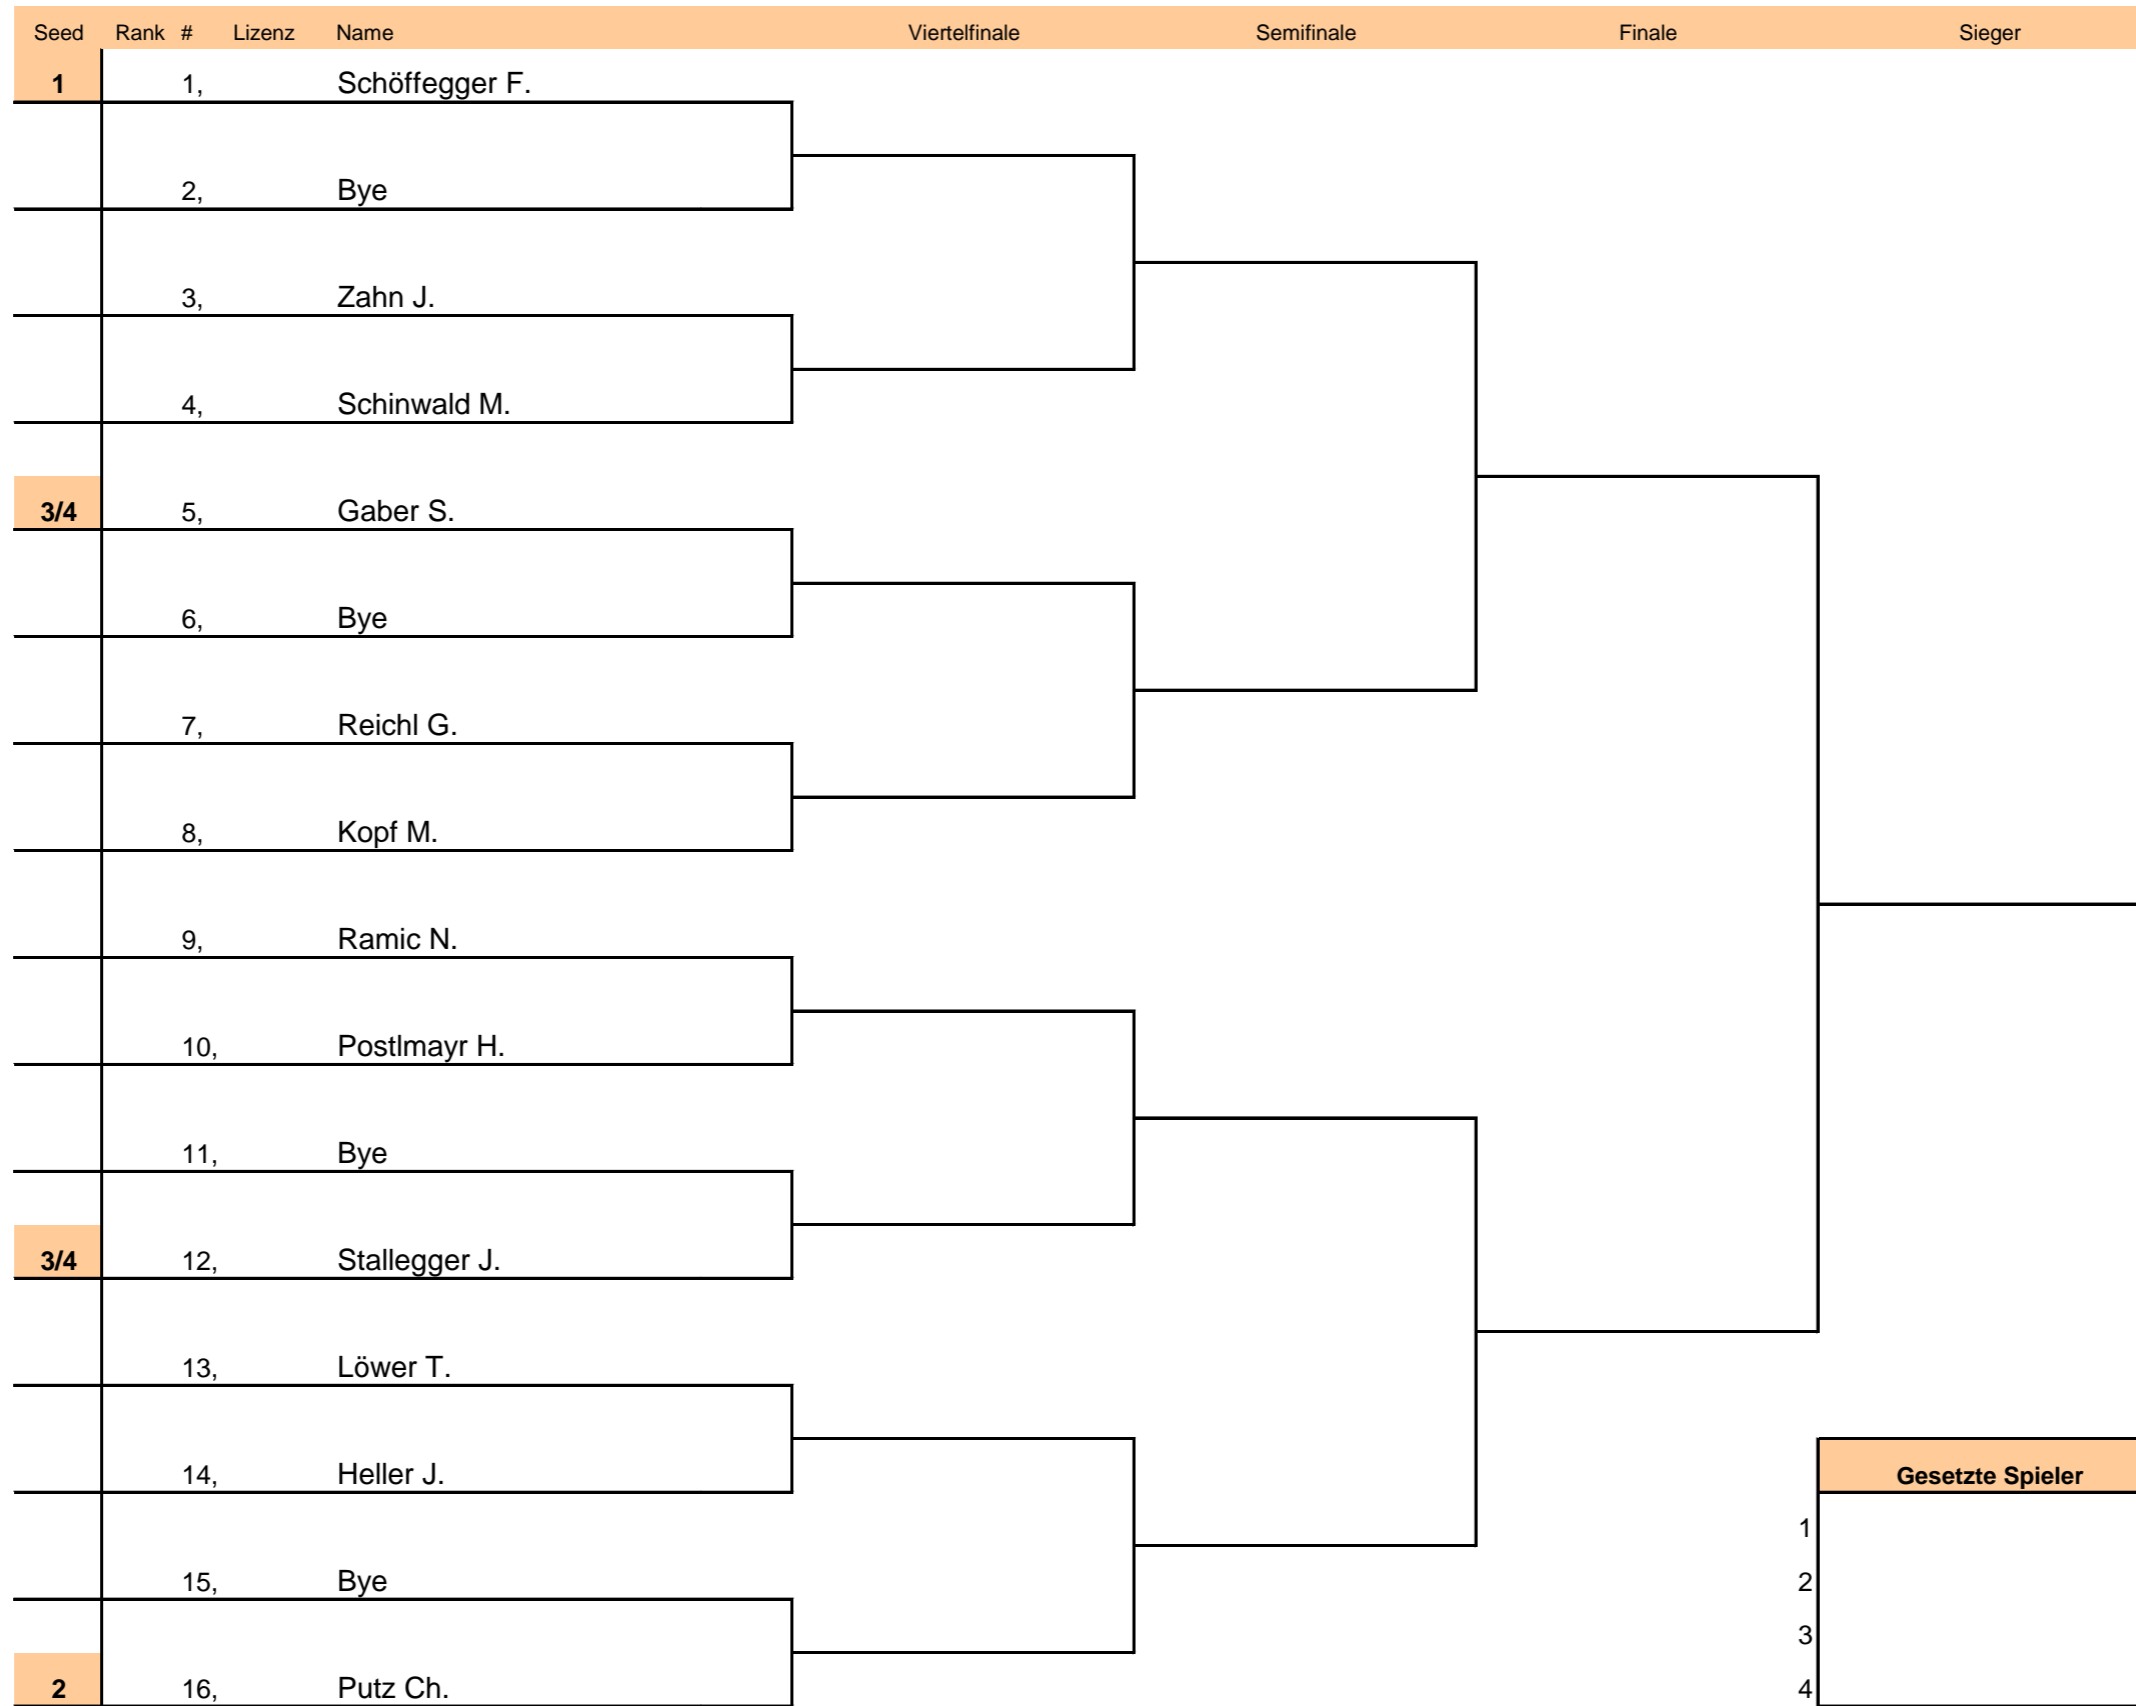 Seed Rank # Lizenz Name Viertelfinale Semifinale Finale Sieger
1 1, Schöffegger F.
2, Bye
3, Zahn J.
4, Schinwald M.
3/4 5, Gaber S.
6, Bye
7, Reichl G.
8, Kopf M.
9, Ramic N.
10, Postlmayr H.
11, Bye
3/4 12, Stallegger J.
13, Löwer T.
14, Heller J.
Gesetzte Spieler
1
15, Bye
2
3
2 16, Putz Ch.
4